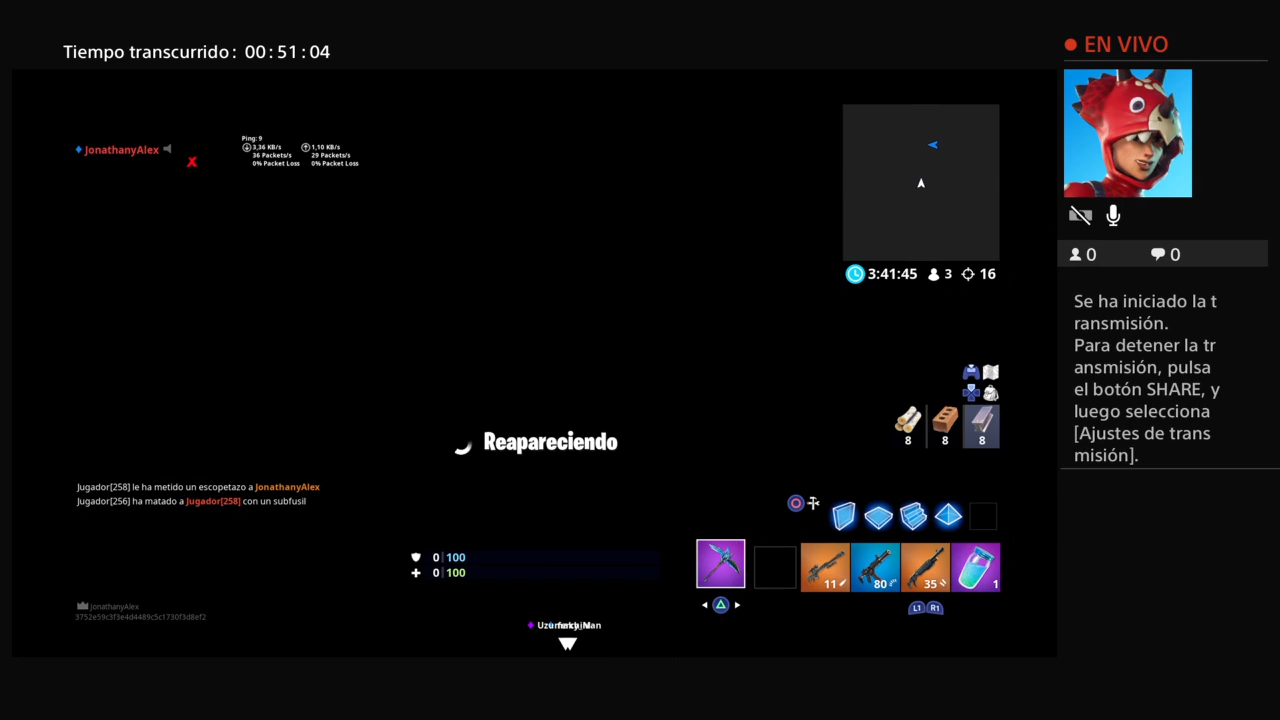 Tiempo transcurrido: 00:51:04
EN VIVO
JonathanyAlex
Ping: 9
3,36 KB/s 1,10 KB/s
36 Packets/s 29 Packets/s
0% Packet Loss 0% Packet Loss
0 0
3:41:45 3 16
Se ha iniciado la t
ransmisión.
Para detener la tr
ansmisión, pulsa
el botón SHARE, y
luego selecciona
[Ajustes de trans
misión].
8 8 8
Reapareciendo
Jugador[258] le ha metido un escopetazo a JonathanyAlex
Jugador[256] ha matado a Jugador[258] con un subfusil
0 | 100
0 | 100
11 80 35 1
L1 R1
JonathanyAlex
3752e59c3f3e4d4489c5c1730f3d8ef2